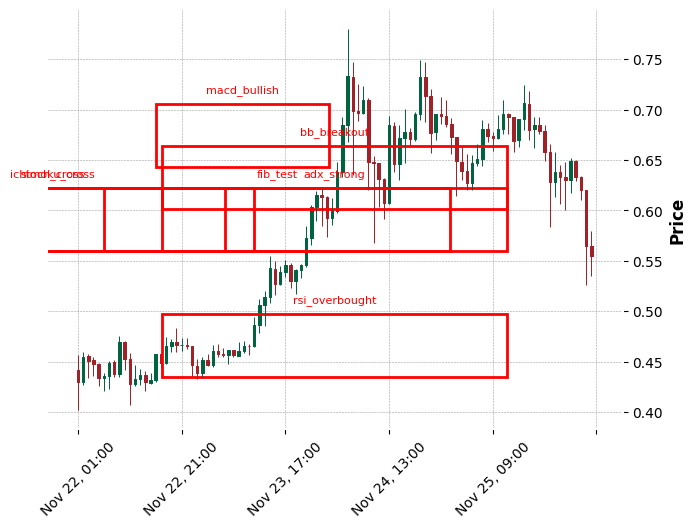 macd_bullish
bb_breakout
stoch_cross
fib_test
adx_strong
rsi_overbought
0.75
0.70
0.65
0.60
0.55
0.50
0.45
0.40
Price
Nov 22, 01:00
Nov 22, 21:00
Nov 23, 17:00
Nov 24, 13:00
Nov 25, 09:00